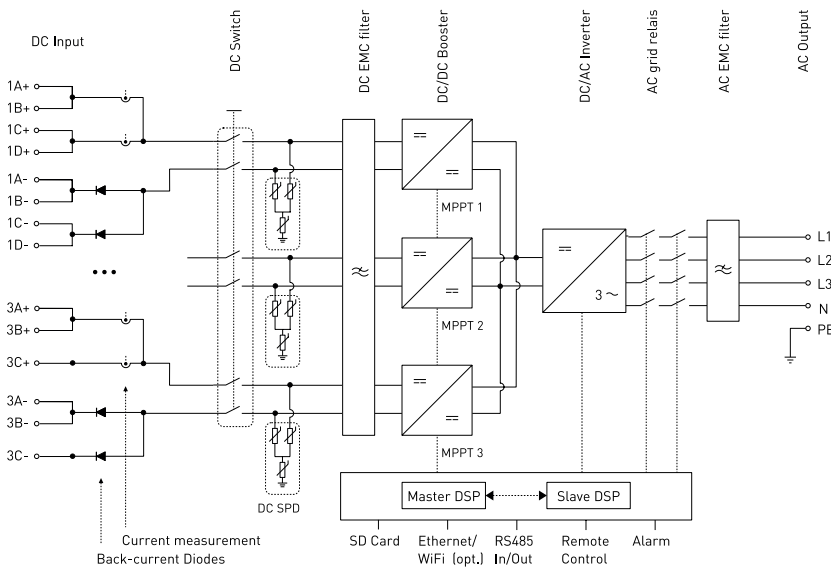 DC Input
DC Switch
DC EMC filter
DC/DC Booster
DC/AC Inverter
AC grid relais
AC EMC filter
AC Output
1A+
1B+
1C+
1D+
1A-
1B-
1C-
1D-
...
3A+
3B+
3C+
3A-
3B-
3C-
MPPT 1
MPPT 2
MPPT 3
3 ~
L1
L2
L3
N
PE
DC SPD
Current measurement
Back-current Diodes
Master DSP
Slave DSP
SD Card
Ethernet/
WiFi (opt.)
RS485
In/Out
Remote
Control
Alarm